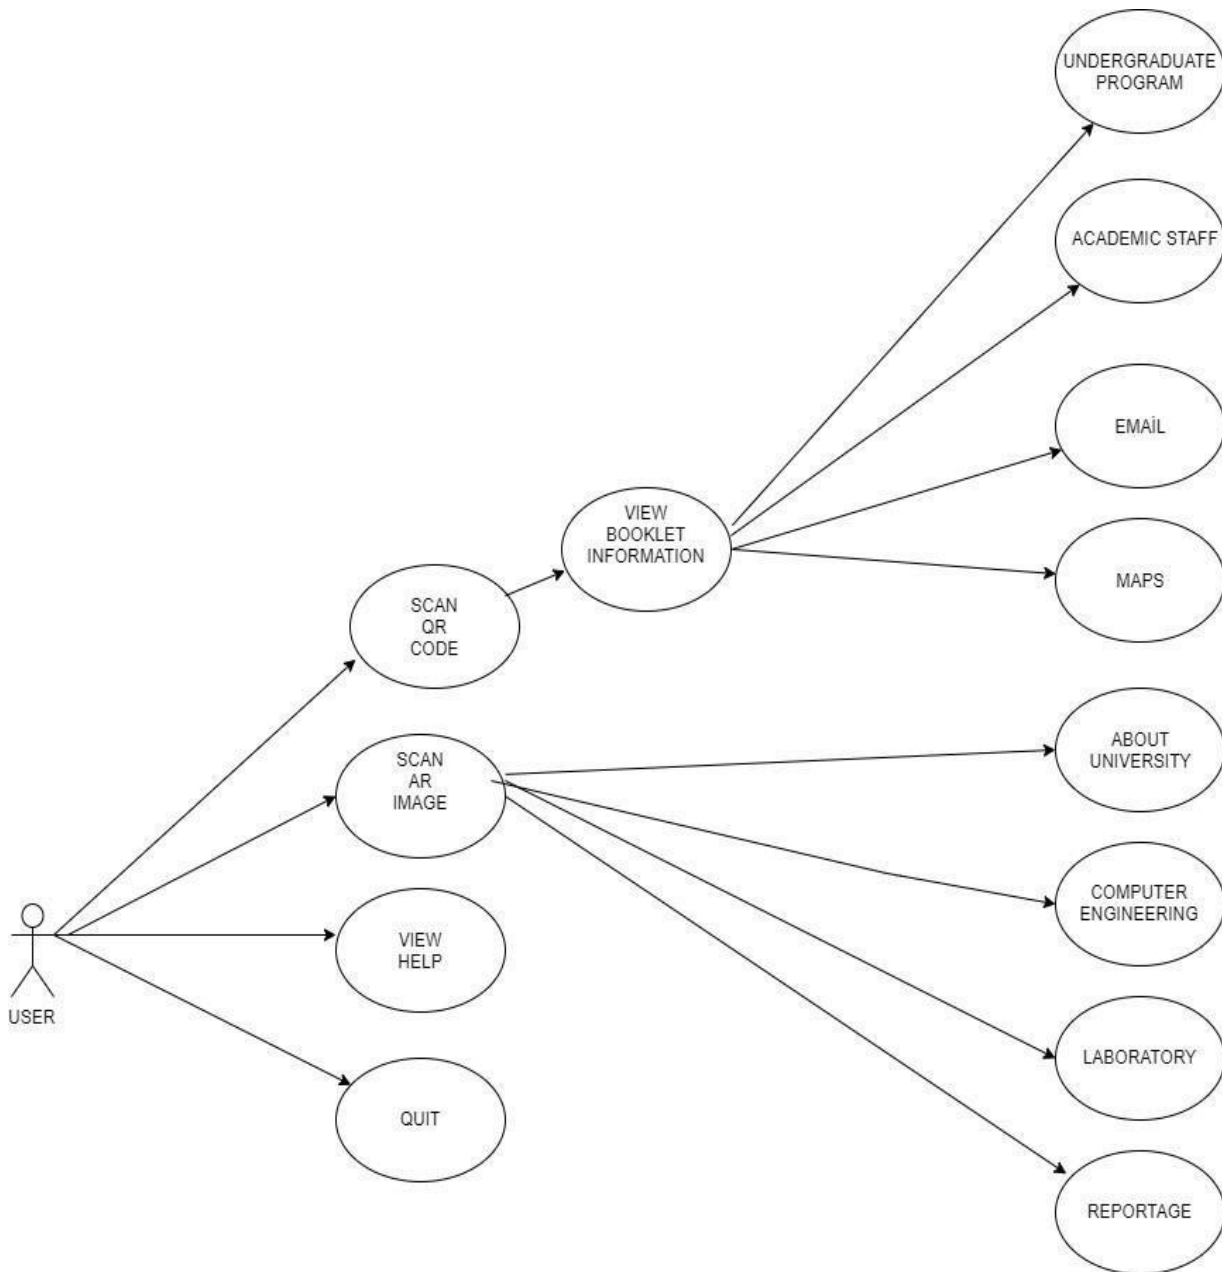 UNDERGRADUATE
PROGRAM
ACADEMIC STAFF
EMAİL
VIEW
BOOKLET
INFORMATION
MAPS
SCAN
QR
CODE
ABOUT
UNIVERSITY
SCAN
AR
IMAGE
COMPUTER
ENGINEERING
VIEW
HELP
USER
LABORATORY
QUIT
REPORTAGE